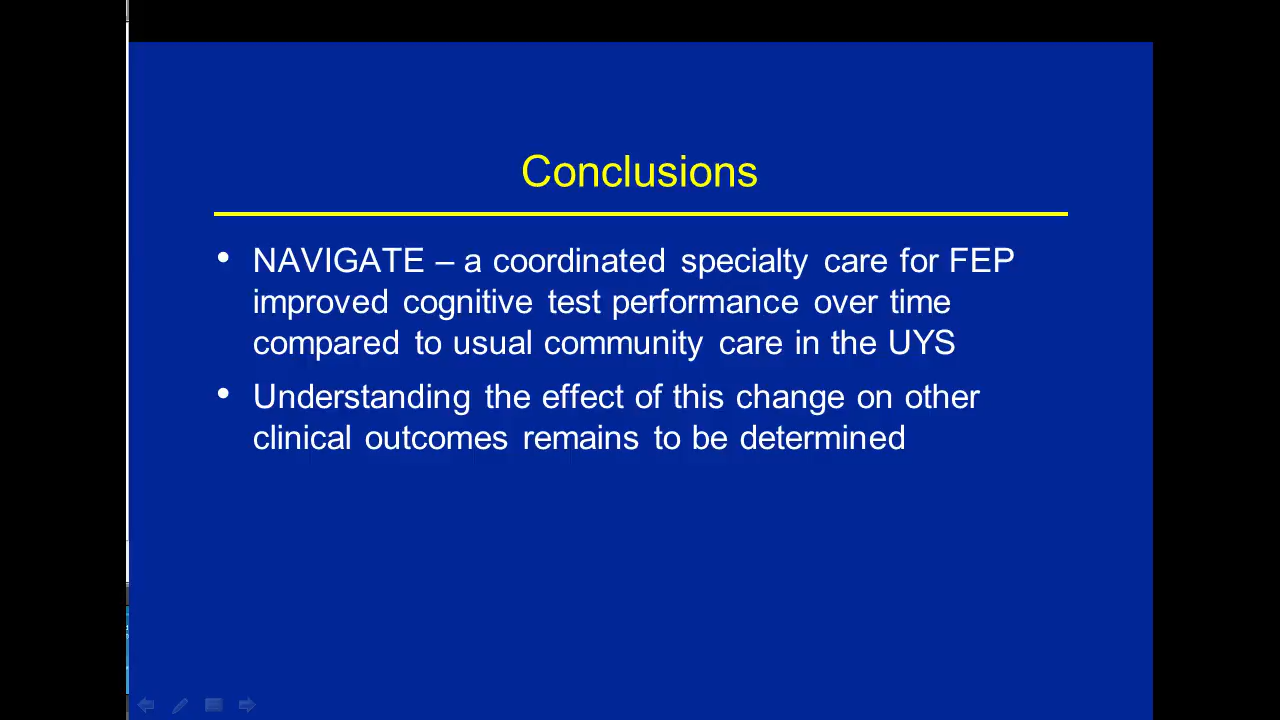 Conclusions
• NAVIGATE – a coordinated specialty care for FEP
improved cognitive test performance over time
compared to usual community care in the UYS
• Understanding the effect of this change on other
clinical outcomes remains to be determined